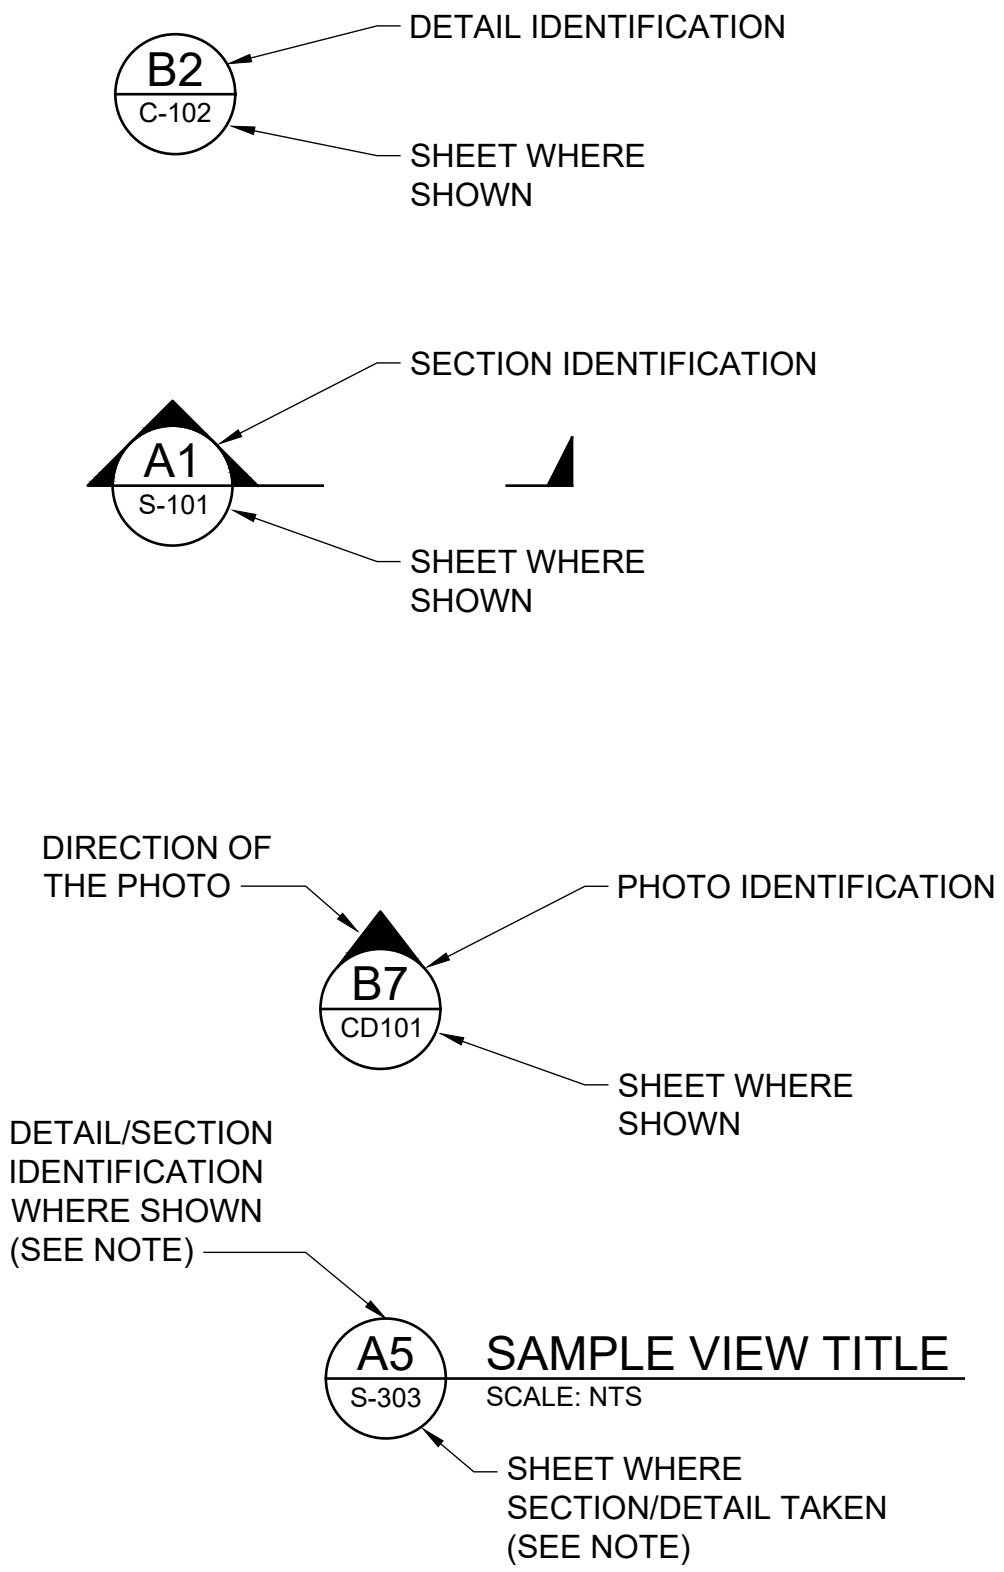 DETAIL IDENTIFICATION
B2
C-102
SHEET WHERE
SHOWN
SECTION IDENTIFICATION
A1
S-101
SHEET WHERE
SHOWN
DIRECTION OF
THE PHOTO
PHOTO IDENTIFICATION
B7
CD101
SHEET WHERE
SHOWN
DETAIL/SECTION
IDENTIFICATION
WHERE SHOWN
(SEE NOTE)
A5
S-303
SAMPLE VIEW TITLE
SCALE: NTS
SHEET WHERE
SECTION/DETAIL TAKEN
(SEE NOTE)